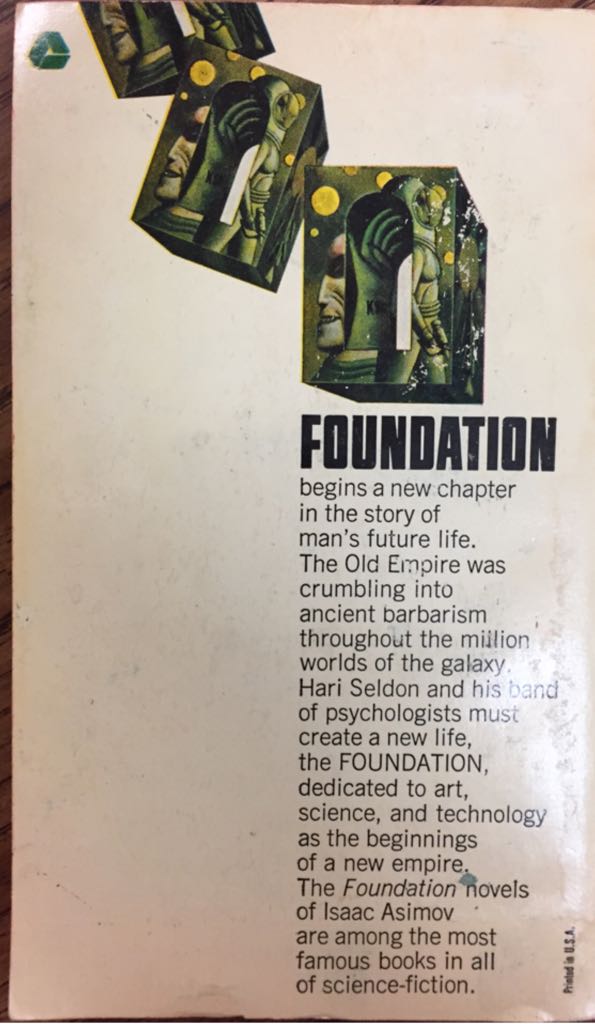 FOUNDATION
begins a new chapter
in the story of
man's future life.
The Old Empire was
crumbling into
ancient barbarism
throughout the million
worlds of the galaxy.
Hari Seldon and his band
of psychologists must
create a new life,
the FOUNDATION,
dedicated to art,
science, and technology
as the beginnings
of a new empire.
The Foundation novels
of Isaac Asimov
are among the most
famous books in all
of science-fiction.
Printed in U.S.A.